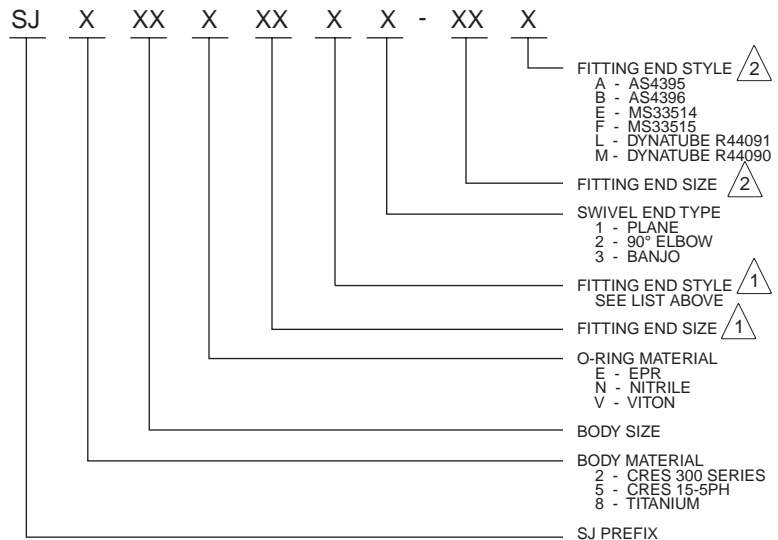 SJ X XX X XX X X - XX X
FITTING END STYLE 2
A - AS4395
B - AS4396
E - MS33514
F - MS33515
L - DYNATUBE R44091
M - DYNATUBE R44090
FITTING END SIZE 2
SWIVEL END TYPE
1 - PLANE
2 - 90° ELBOW
3 - BANJO
FITTING END STYLE 1
SEE LIST ABOVE
FITTING END SIZE 1
O-RING MATERIAL
E - EPR
N - NITRILE
V - VITON
BODY SIZE
BODY MATERIAL
2 - CRES 300 SERIES
5 - CRES 15-5PH
8 - TITANIUM
SJ PREFIX